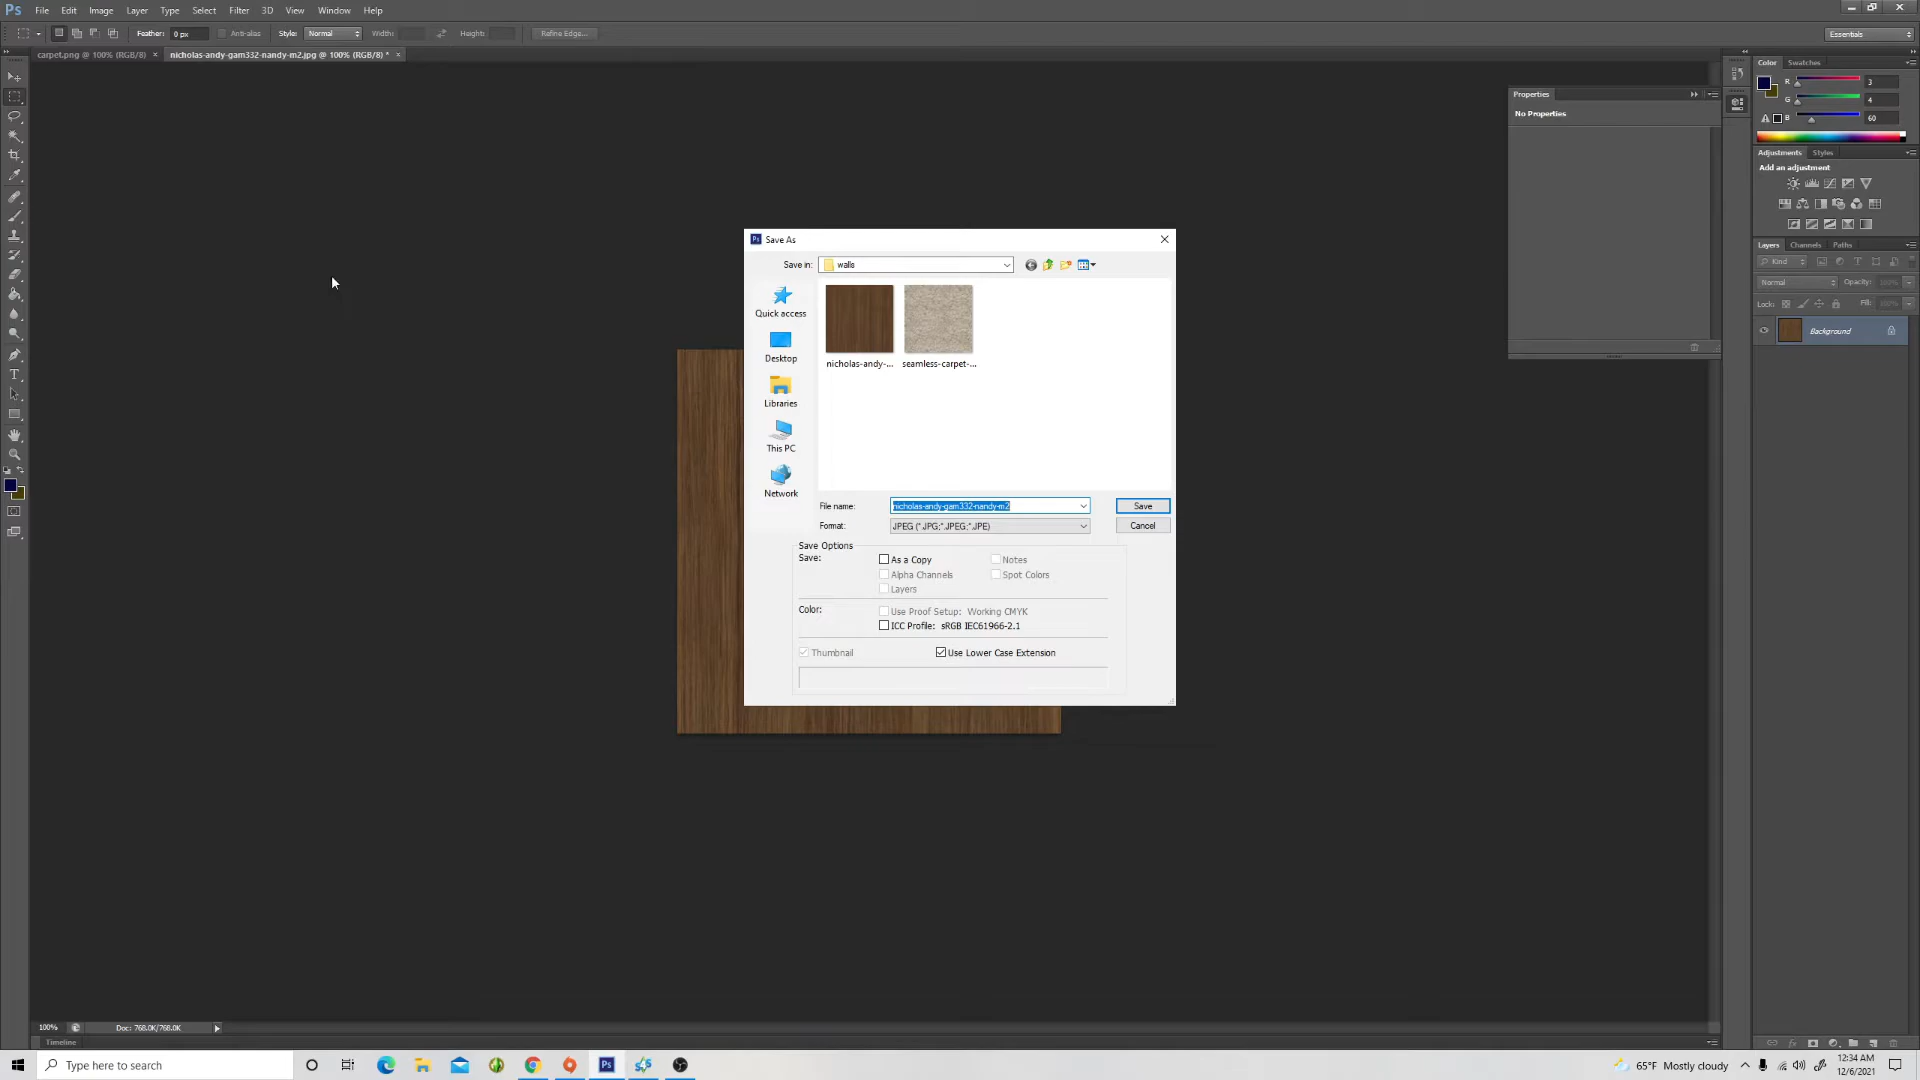 Ps File Edit Image Layer Type Select Filter 3D View Window Help
Feather: 0 px Anti-alias Style: Normal Width: Height: Refine Edge... Essentials
carpet.png @ 100% (RGB/8) × nicholas-andy-gam332-nandy-m2.jpg @ 100% (RGB/8) * ×
Color Swatches
R 3
G 4
B 60
Properties
No Properties
Adjustments Styles
Add an adjustment
Layers Channels Paths
Kind
Normal Opacity: 100%
Lock: Fill: 100%
Background
Save As
Save in: walls
Quick access
Desktop
Libraries
This PC
Network
nicholas-andy-... seamless-carpet-...
File name: nicholas-andy-gam332-nandy-m2 Save
Format: JPEG (*.JPG;*.JPEG;*.JPE) Cancel
Save Options
Save: As a Copy Notes
Alpha Channels Spot Colors
Layers
Color: Use Proof Setup: Working CMYK
ICC Profile: sRGB IEC61966-2.1
Thumbnail Use Lower Case Extension
100% Doc: 768.0K/768.0K
Timeline
Type here to search
65°F Mostly cloudy
12:34 AM
12/6/2021